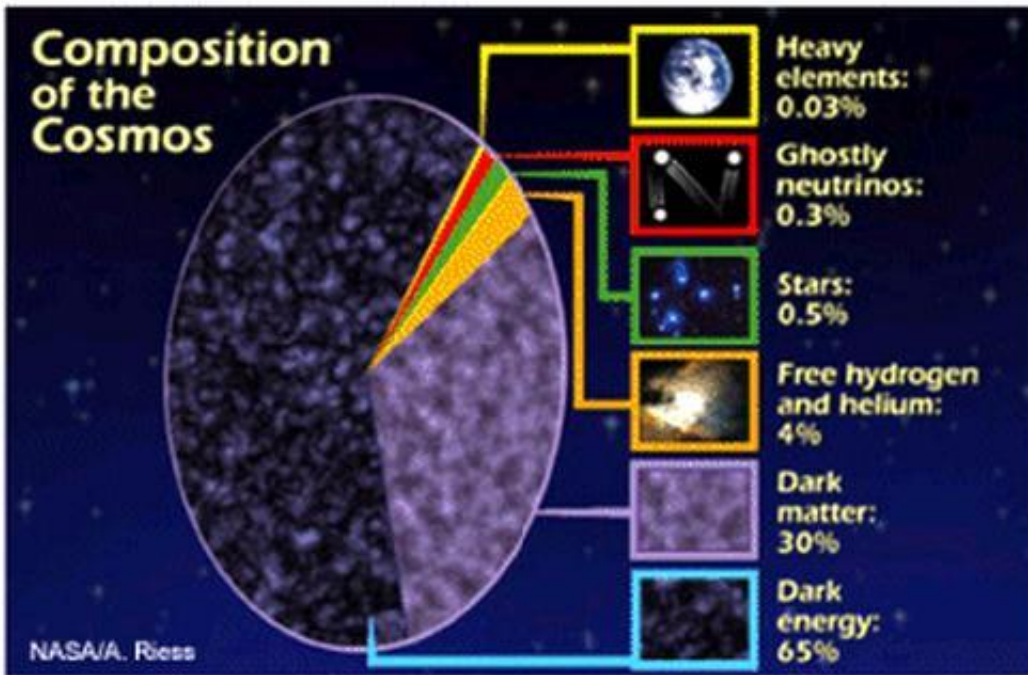 Composition
of the
Cosmos
Heavy
elements:
0.03%
Ghostly
neutrinos:
0.3%
Stars:
0.5%
Free hydrogen
and helium:
4%
Dark
matter:
30%
Dark
energy:
65%
NASA/A. Riess